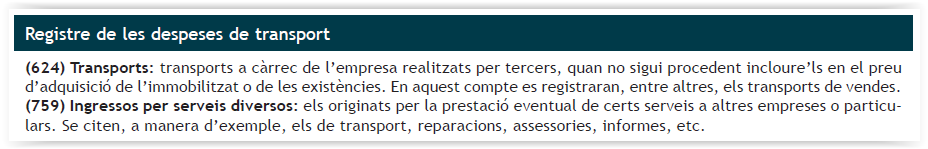 Registre de les despeses de transport
(624) Transports: transports a càrrec de l'empresa realitzats per tercers, quan no sigui procedent incloure'ls en el preu
d'adquisició de l'immobilitzat o de les existències. En aquest compte es registraran, entre altres, els transports de vendes.
(759) Ingressos per serveis diversos: els originats per la prestació eventual de certs serveis a altres empreses o particu-
lars. Se citen, a manera d'exemple, els de transport, reparacions, assessories, informes, etc.